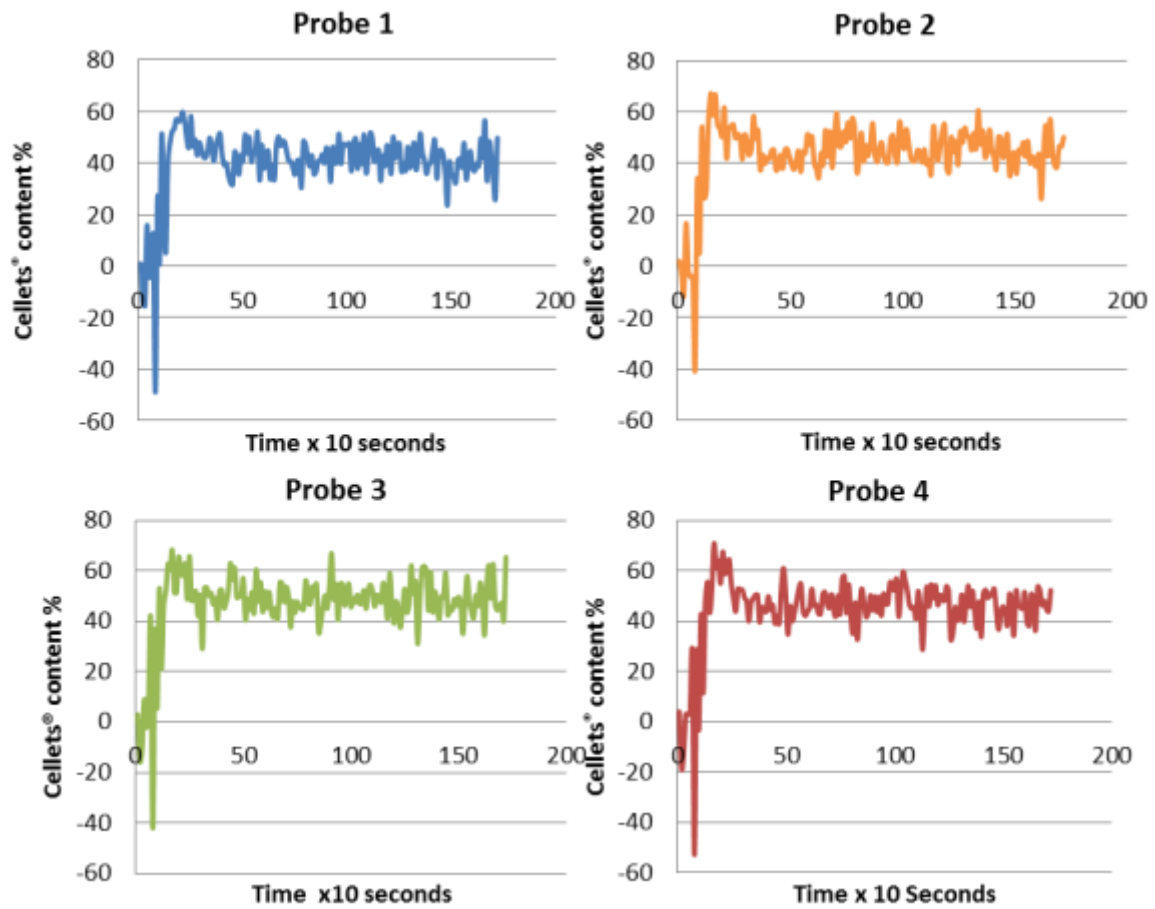 Probe 1
80
60
40
20
0
-20
-40
-60
0 50 100 150 200
Cellets® content %
Time x 10 seconds
Probe 2
80
60
40
20
0
-20
-40
-60
0 50 100 150 200
Cellets® content %
Time x 10 seconds
Probe 3
80
60
40
20
0
-20
-40
-60
0 50 100 150 200
Cellets® content %
Time x10 seconds
Probe 4
80
60
40
20
0
-20
-40
-60
0 50 100 150 200
Cellets® content %
Time x 10 Seconds